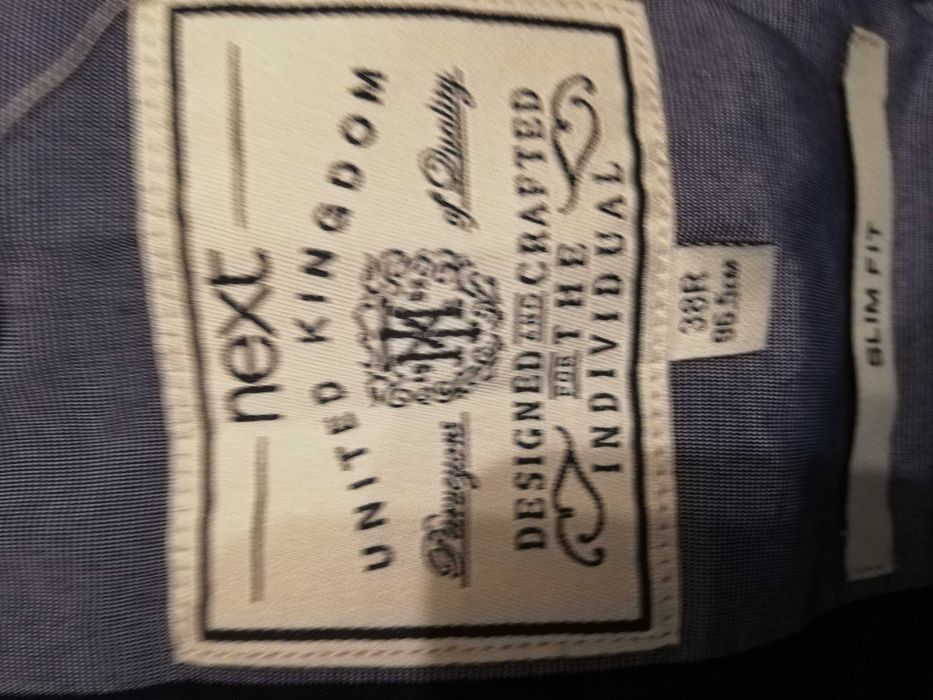 next
UNITED KINGDOM
Purveyors of Quality
DESIGNED AND CRAFTED
FOR THE
INDIVIDUAL
38R
96.5CM
SLIM FIT